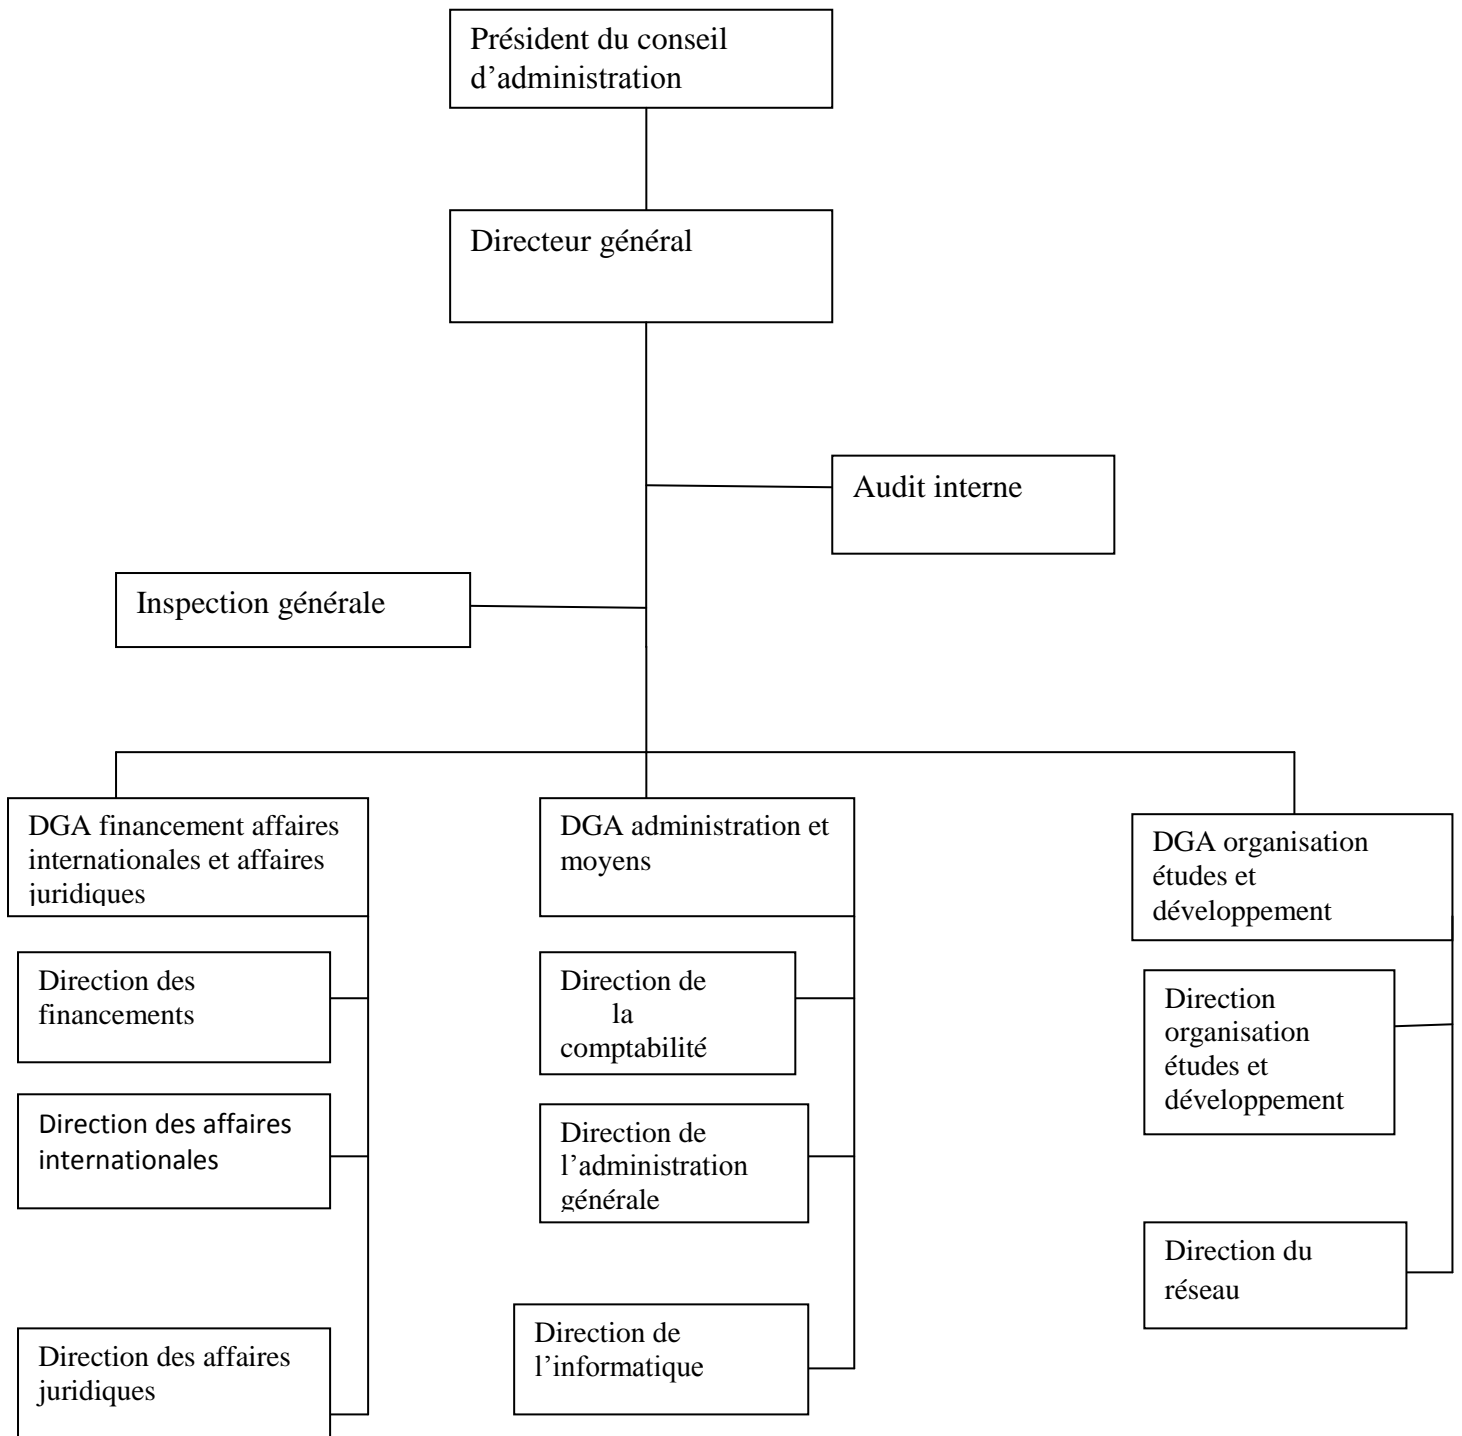 Président du conseil
d’administration
Directeur général
Audit interne
Inspection générale
DGA financement affaires
internationales et affaires
juridiques
DGA administration et
moyens
DGA organisation
études et
développement
Direction des
financements
Direction de
la
comptabilité
Direction
organisation
études et
développement
Direction des affaires
internationales
Direction de
l’administration
générale
Direction du
réseau
Direction des affaires
juridiques
Direction de
l’informatique